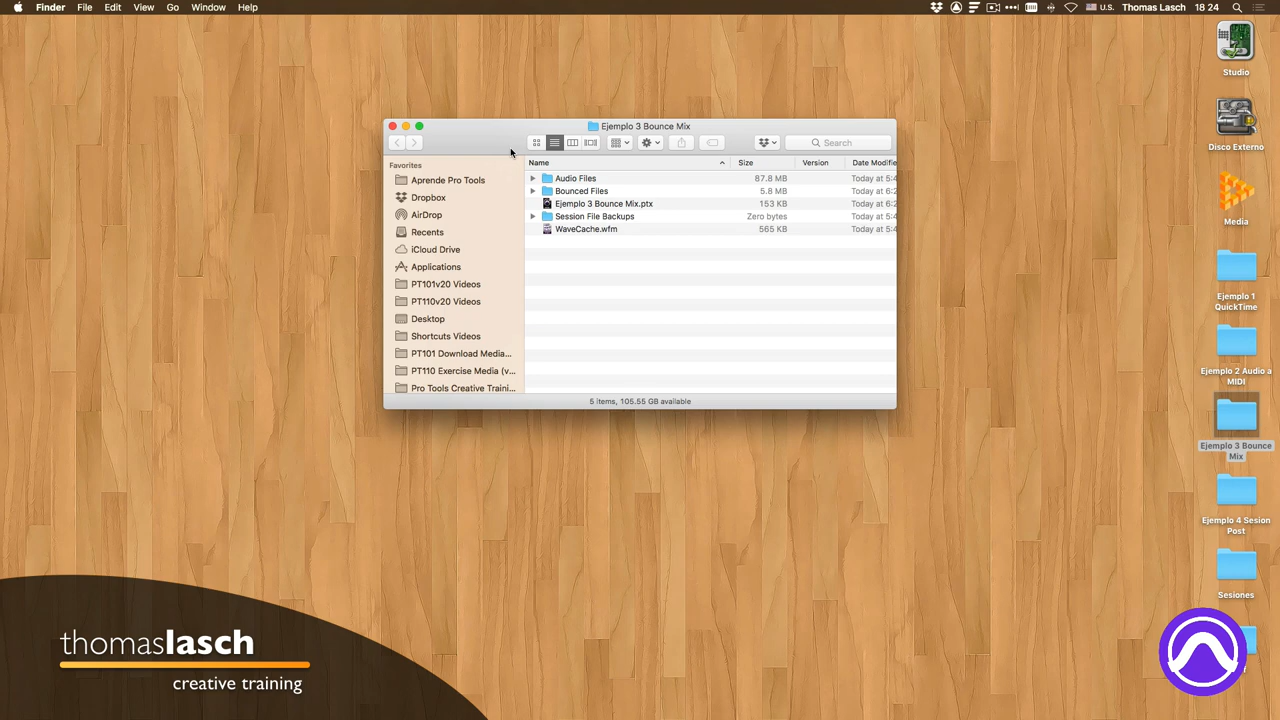 Finder File Edit View Go Window Help
U.S. Thomas Lasch 18 24
Ejemplo 3 Bounce Mix
Search
Favorites
Aprende Pro Tools
Dropbox
AirDrop
Recents
iCloud Drive
Applications
PT101v20 Videos
PT110v20 Videos
Desktop
Shortcuts Videos
PT101 Download Media...
PT110 Exercise Media (v...
Pro Tools Creative Traini...
Name Size Version Date Modifie
Audio Files 87.8 MB Today at 5:4
Bounced Files 5.8 MB Today at 6:2
Ejemplo 3 Bounce Mix.ptx 153 KB Today at 6:2
Session File Backups Zero bytes Today at 5:4
WaveCache.wfm 565 KB Today at 5:4
5 items, 105.55 GB available
Studio
Disco Externo
Media
Ejemplo 1
QuickTime
Ejemplo 2 Audio a
MIDI
Ejemplo 3 Bounce
Mix
Ejemplo 4 Sesion
Post
Sesiones
thomaslasch
creative training